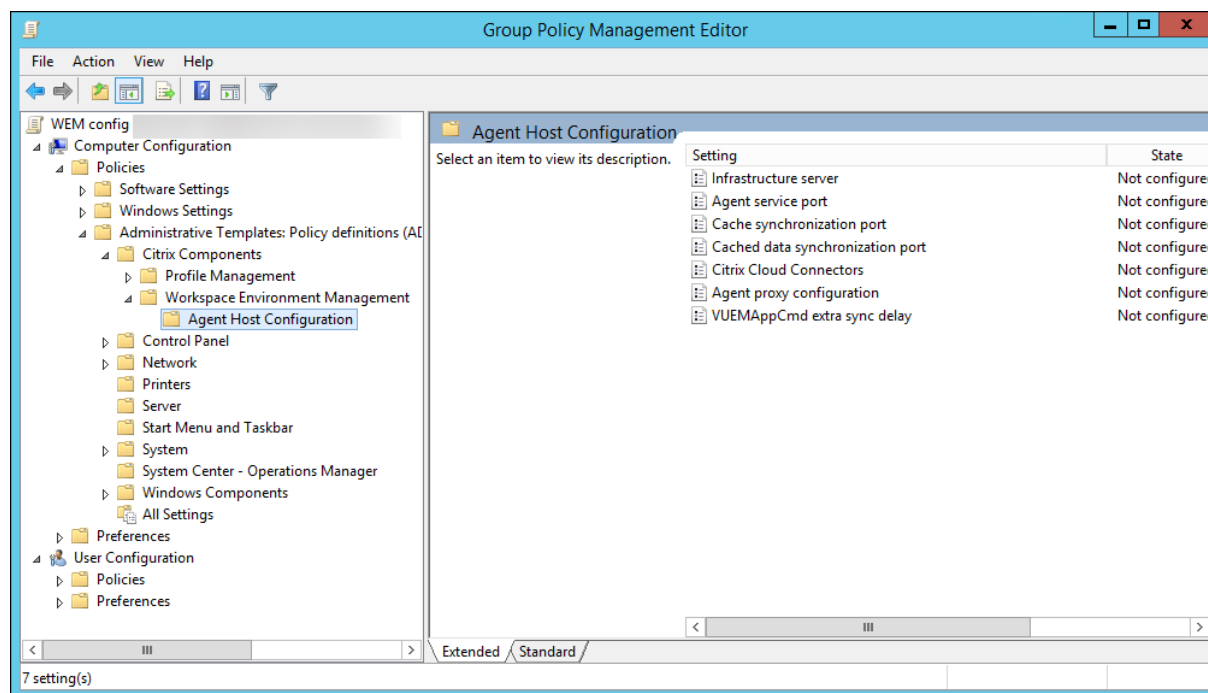 Group Policy Management Editor
File Action View Help
WEM config
Computer Configuration
Policies
Software Settings
Windows Settings
Administrative Templates: Policy definitions (AD
Citrix Components
Profile Management
Workspace Environment Management
Agent Host Configuration
Control Panel
Network
Printers
Server
Start Menu and Taskbar
System
System Center - Operations Manager
Windows Components
All Settings
Preferences
User Configuration
Policies
Preferences
Agent Host Configuration
Select an item to view its description.
Setting State
Infrastructure server Not configure
Agent service port Not configure
Cache synchronization port Not configure
Cached data synchronization port Not configure
Citrix Cloud Connectors Not configure
Agent proxy configuration Not configure
VUEMAppCmd extra sync delay Not configure
Extended Standard
7 setting(s)